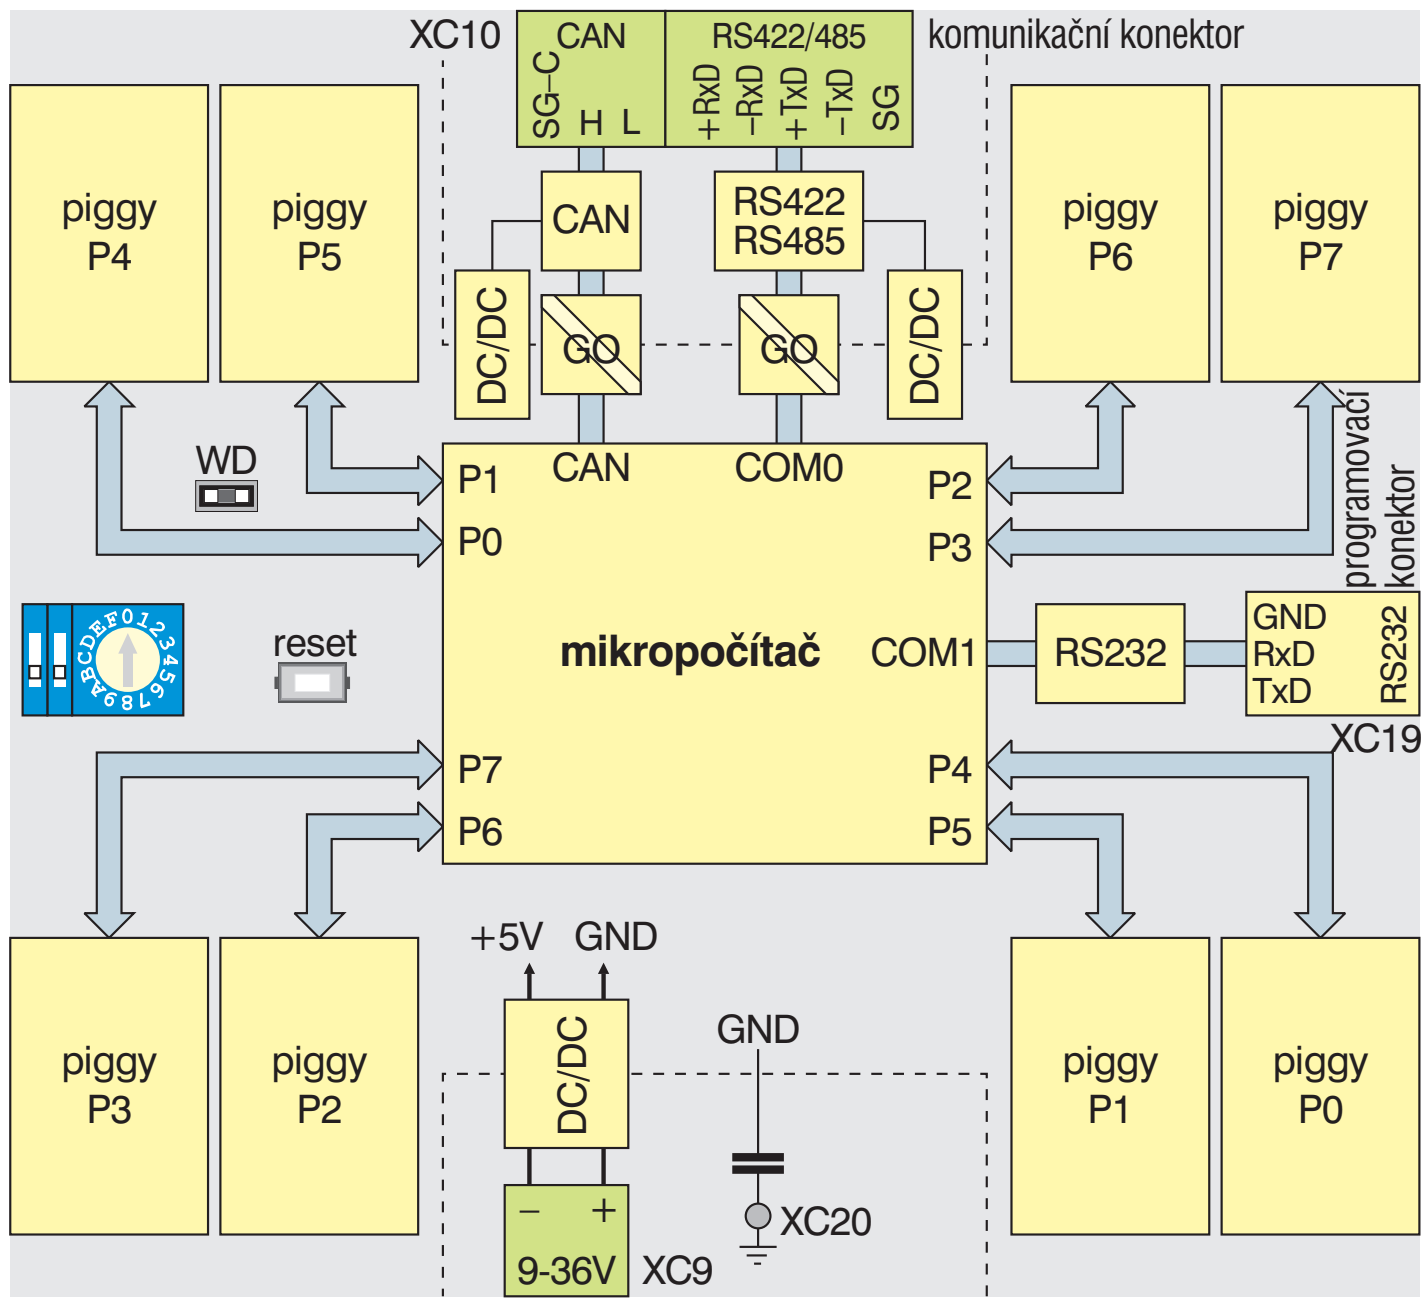 XC10
CAN
RS422/485
komunikační konektor
SG–C
H
L
+RxD
–RxD
+TxD
–TxD
SG
piggy
P4
piggy
P5
CAN
RS422
RS485
piggy
P6
piggy
P7
DC/DC
GO
GO
DC/DC
programovací
konektor
WD
P1
CAN
COM0
P2
P0
P3
0123456789ABCDEF
reset
mikropočítač
COM1
RS232
GND
RxD
TxD
RS232
XC19
P7
P4
P6
P5
+5V
GND
piggy
P3
piggy
P2
DC/DC
GND
piggy
P1
piggy
P0
–
+
XC20
9-36V
XC9